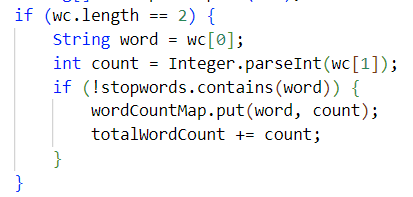 if (wc.length == 2) {
    String word = wc[0];
    int count = Integer.parseInt(wc[1]);
    if (!stopwords.contains(word)) {
        wordCountMap.put(word, count);
        totalWordCount += count;
    }
}